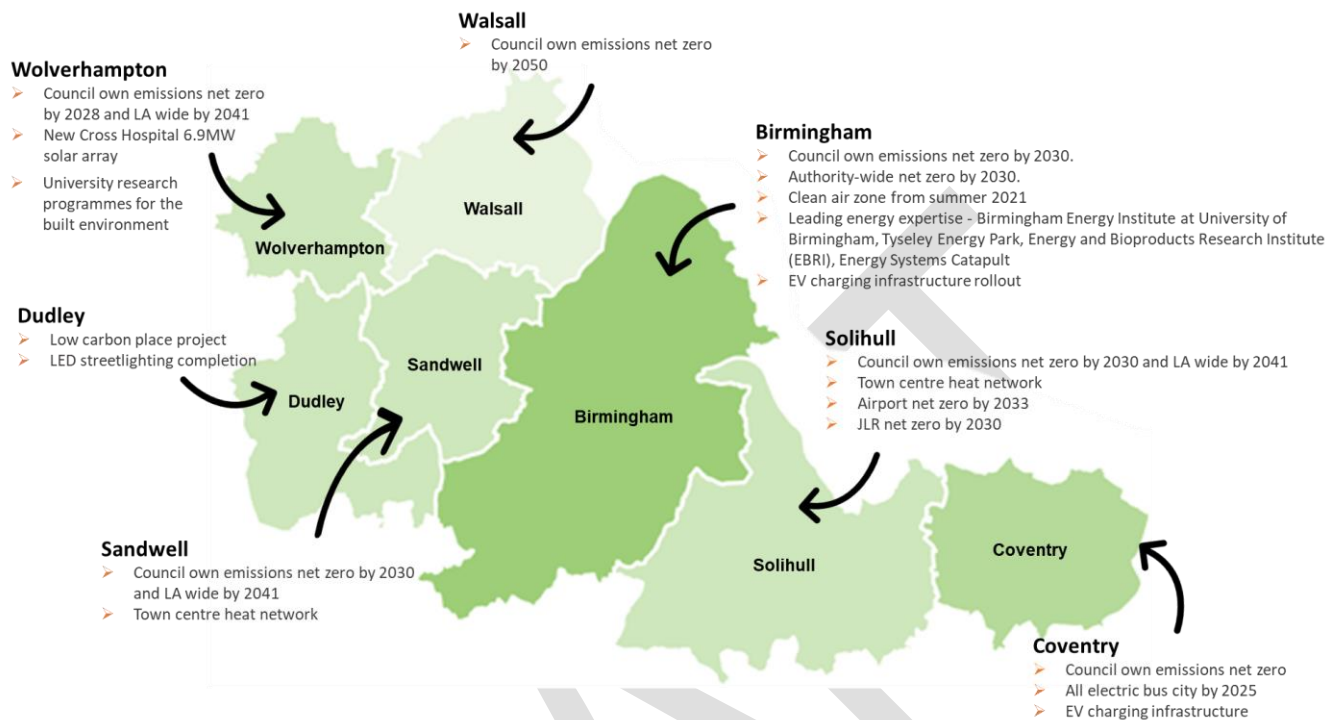 Walsall
Council own emissions net zero
by 2050
Wolverhampton
Council own emissions net zero
by 2028 and LA wide by 2041
New Cross Hospital 6.9MW
solar array
University research
programmes for the
built environment
Birmingham
Council own emissions net zero by 2030.
Authority-wide net zero by 2030.
Clean air zone from summer 2021
Leading energy expertise - Birmingham Energy Institute at University of
Birmingham, Tyseley Energy Park, Energy and Bioproducts Research Institute
(EBRI), Energy Systems Catapult
EV charging infrastructure rollout
Walsall
Wolverhampton
Dudley
Low carbon place project
LED streetlighting completion
Solihull
Council own emissions net zero by 2030 and LA wide by 2041
Town centre heat network
Airport net zero by 2033
JLR net zero by 2030
Sandwell
Dudley
Birmingham
Sandwell
Council own emissions net zero by 2030
and LA wide by 2041
Town centre heat network
Solihull
Coventry
Coventry
Council own emissions net zero
All electric bus city by 2025
EV charging infrastructure